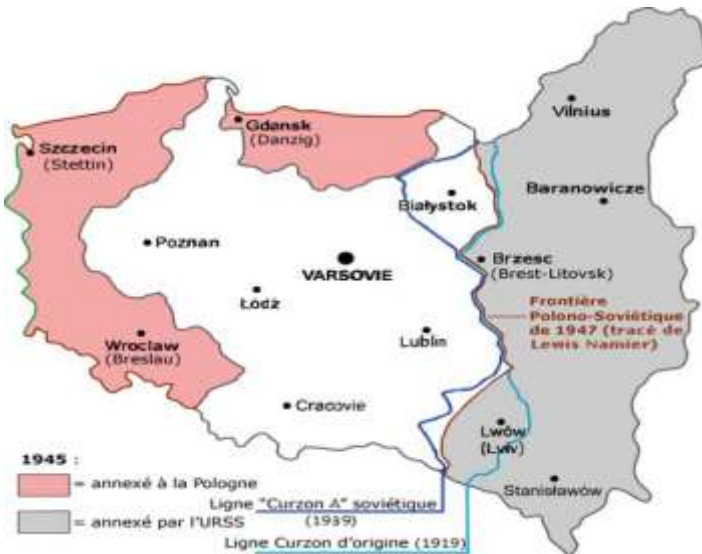 Vilnius
Gdansk
(Danzig)
Szczecin
(Stettin)
Baranowicze
Białystok
Poznan
VARSOVIE
Brzesc
(Brest-Litovsk)
Łódź
Frontière
Polono-Soviétique
de 1947 (tracé de
Lewis Namier)
Wroclaw
(Breslau)
Lublin
Cracovie
Lwów
(Lviv)
Stanisławów
1945 :
= annexé à la Pologne
= annexé par l'URSS
Ligne "Curzon A" soviétique
(1939)
Ligne Curzon d'origine (1919)